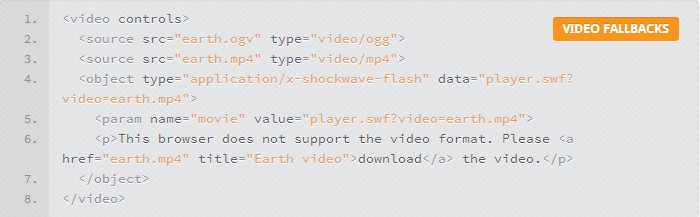 VIDEO FALLBACKS
1. <video controls>
2. <source src="earth.ogv" type="video/ogg">
3. <source src="earth.mp4" type="video/mp4">
4. <object type="application/x-shockwave-flash" data="player.swf?
video=earth.mp4">
5. <param name="movie" value="player.swf?video=earth.mp4">
6. <p>This browser does not support the video format. Please <a
href="earth.mp4" title="Earth video">download</a> the video.</p>
7. </object>
8. </video>